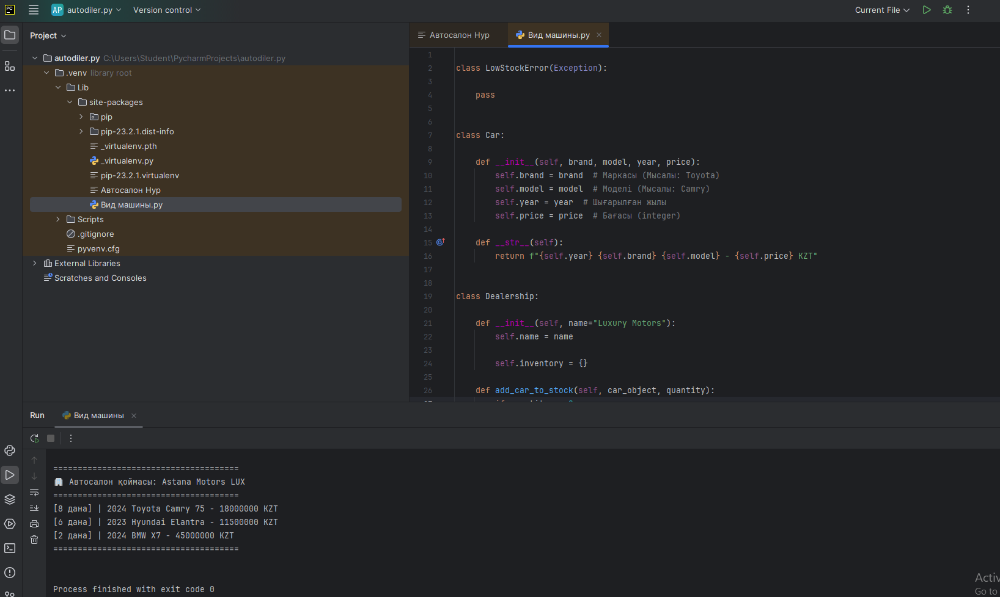 PC
AP autodiler.py Version control Current File
Project
Автосалон Нур Вид машины.py
autodiler.py C:\Users\Student\PycharmProjects\autodiler.py
.venv library root
Lib
site-packages
pip
pip-23.2.1.dist-info
_virtualenv.pth
_virtualenv.py
pip-23.2.1.virtualenv
Автосалон Нур
Вид машины.py
Scripts
.gitignore
pyvenv.cfg
External Libraries
Scratches and Consoles
1
2 class LowStockError(Exception):
3
4 pass
5
6
7 class Car:
8
9 def __init__(self, brand, model, year, price):
10 self.brand = brand # Маркасы (Мысалы: Toyota)
11 self.model = model # Моделі (Мысалы: Camry)
12 self.year = year # Шығарылған жылы
13 self.price = price # Бағасы (integer)
14
15 def __str__(self):
16 return f"{self.year} {self.brand} {self.model} - {self.price} KZT"
17
18
19 class Dealership:
20
21 def __init__(self, name="Luxury Motors"):
22 self.name = name
23
24 self.inventory = {}
25
26 def add_car_to_stock(self, car_object, quantity):
Run Вид машины
======================================
Автосалон қоймасы: Astana Motors LUX
======================================
[8 дана] | 2024 Toyota Camry 75 - 18000000 KZT
[6 дана] | 2023 Hyundai Elantra - 11500000 KZT
[2 дана] | 2024 BMW X7 - 45000000 KZT
======================================
Process finished with exit code 0
Activ
Go to